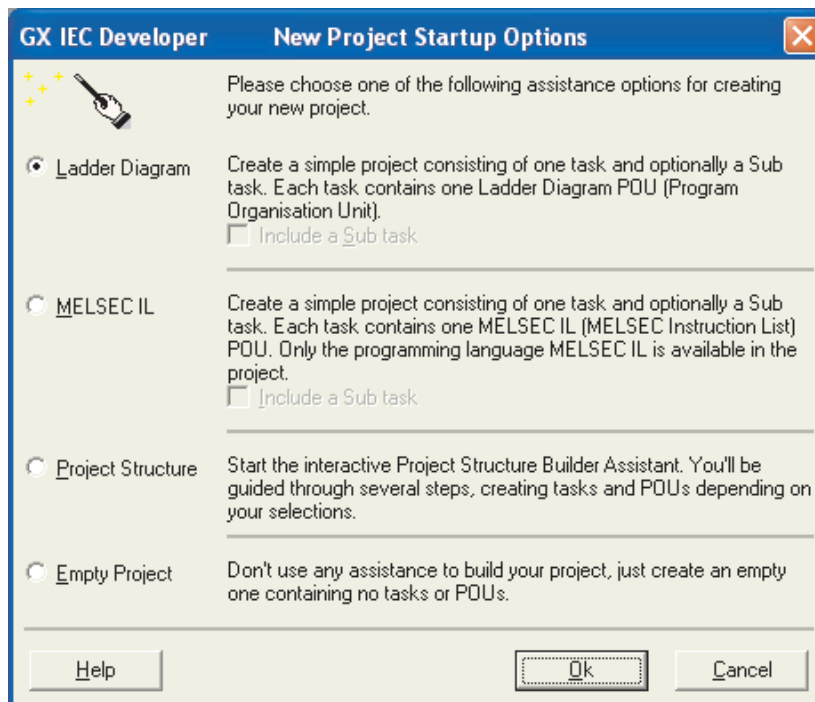 GX IEC Developer New Project Startup Options
Please choose one of the following assistance options for creating
your new project.
Ladder Diagram
Create a simple project consisting of one task and optionally a Sub
task. Each task contains one Ladder Diagram POU (Program
Organisation Unit).
Include a Sub task
MELSEC IL
Create a simple project consisting of one task and optionally a Sub
task. Each task contains one MELSEC IL (MELSEC Instruction List)
POU. Only the programming language MELSEC IL is available in the
project.
Include a Sub task
Project Structure
Start the interactive Project Structure Builder Assistant. You'll be
guided through several steps, creating tasks and POUs depending on
your selections.
Empty Project
Don't use any assistance to build your project, just create an empty
one containing no tasks or POUs.
Help
Ok
Cancel